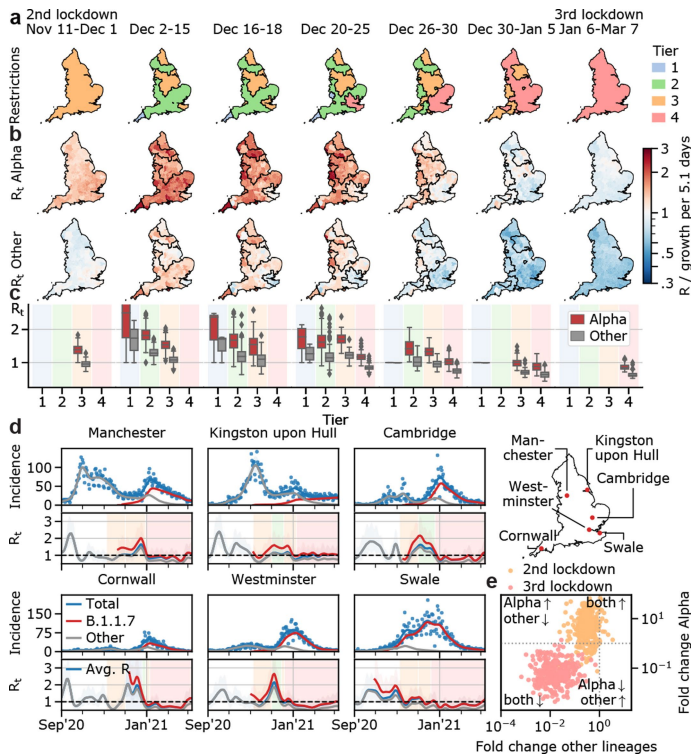 a
2nd lockdown
Nov 11-Dec 1
Dec 2-15
Dec 16-18
Dec 20-25
Dec 26-30
Dec 30-Jan 5
3rd lockdown
Jan 6-Mar 7
Restrictions
Tier
1
2
3
4
b
Rt Alpha
Rt Other
3
2
1
.5
.3
R / growth per 5.1 days
c
Rt
2
1
Alpha
Other
1 2 3 4 1 2 3 4 1 2 3 4 1 2 3 4 1 2 3 4 1 2 3 4 1 2 3 4
Tier
d
Manchester
Kingston upon Hull
Cambridge
Incidence
100
50
0
Rt
3
2
1
Man-
chester
Kingston
upon Hull
Cambridge
West-
minster
Cornwall
Swale
Cornwall
Westminster
Swale
Incidence
200
150
75
0
Total
B.1.1.7
Other
Rt
3
2
1
Avg. R
Sep'20 Jan'21 Sep'20 Jan'21 Sep'20 Jan'21
2nd lockdown
3rd lockdown
e
Alpha↑
other↓
both↑
both↓
Alpha↓
other↑
10¹
10⁻¹
Fold change Alpha
10⁻⁴ 10⁻² 10⁰
Fold change other lineages